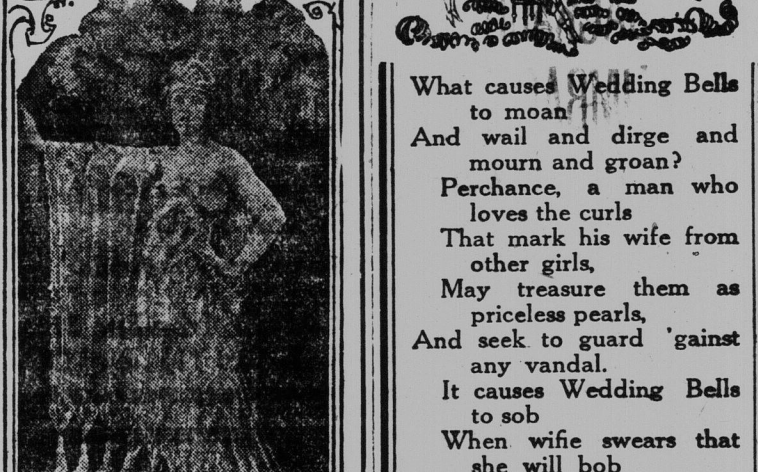 What causes Wedding Bells
to moan
And wail and dirge and
mourn and groan?
Perchance, a man who
loves the curls
That mark his wife from
other girls,
May treasure them as
priceless pearls,
And seek to guard 'gainst
any vandal.
It causes Wedding Bells
to sob
When wifie swears that
she will bob